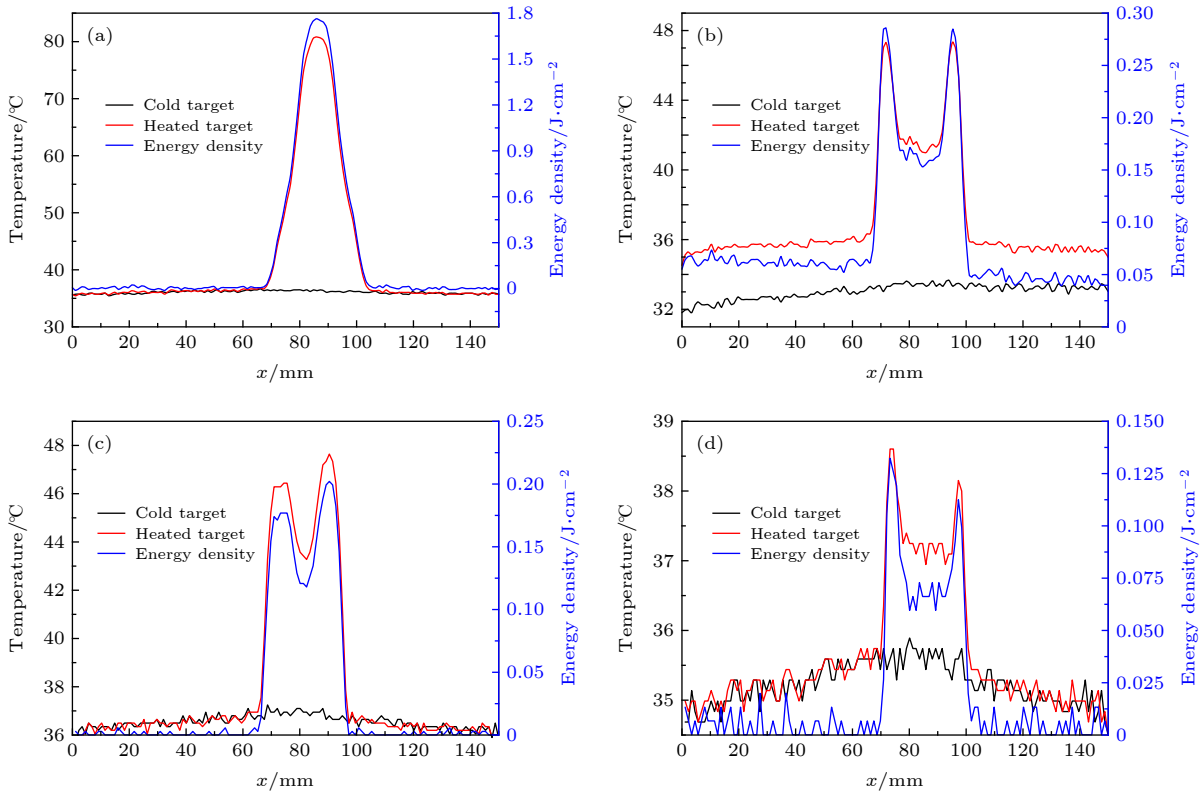 (a)
Cold target
Heated target
Energy density
Temperature/℃
80
70
60
50
40
30
0 20 40 60 80 100 120 140
x/mm
1.8
1.5
1.2
0.9
0.6
0.3
0
Energy density/J·cm−2
(b)
Cold target
Heated target
Energy density
Temperature/℃
48
44
40
36
32
0 20 40 60 80 100 120 140
x/mm
0.30
0.25
0.20
0.15
0.10
0.05
0
Energy density/J·cm−2
(c)
Cold target
Heated target
Energy density
Temperature/℃
48
46
44
42
40
38
36
0 20 40 60 80 100 120 140
x/mm
0.25
0.20
0.15
0.10
0.05
0
Energy density/J·cm−2
(d)
Cold target
Heated target
Energy density
Temperature/℃
39
38
37
36
35
0 20 40 60 80 100 120 140
x/mm
0.150
0.125
0.100
0.075
0.050
0.025
0
Energy density/J·cm−2